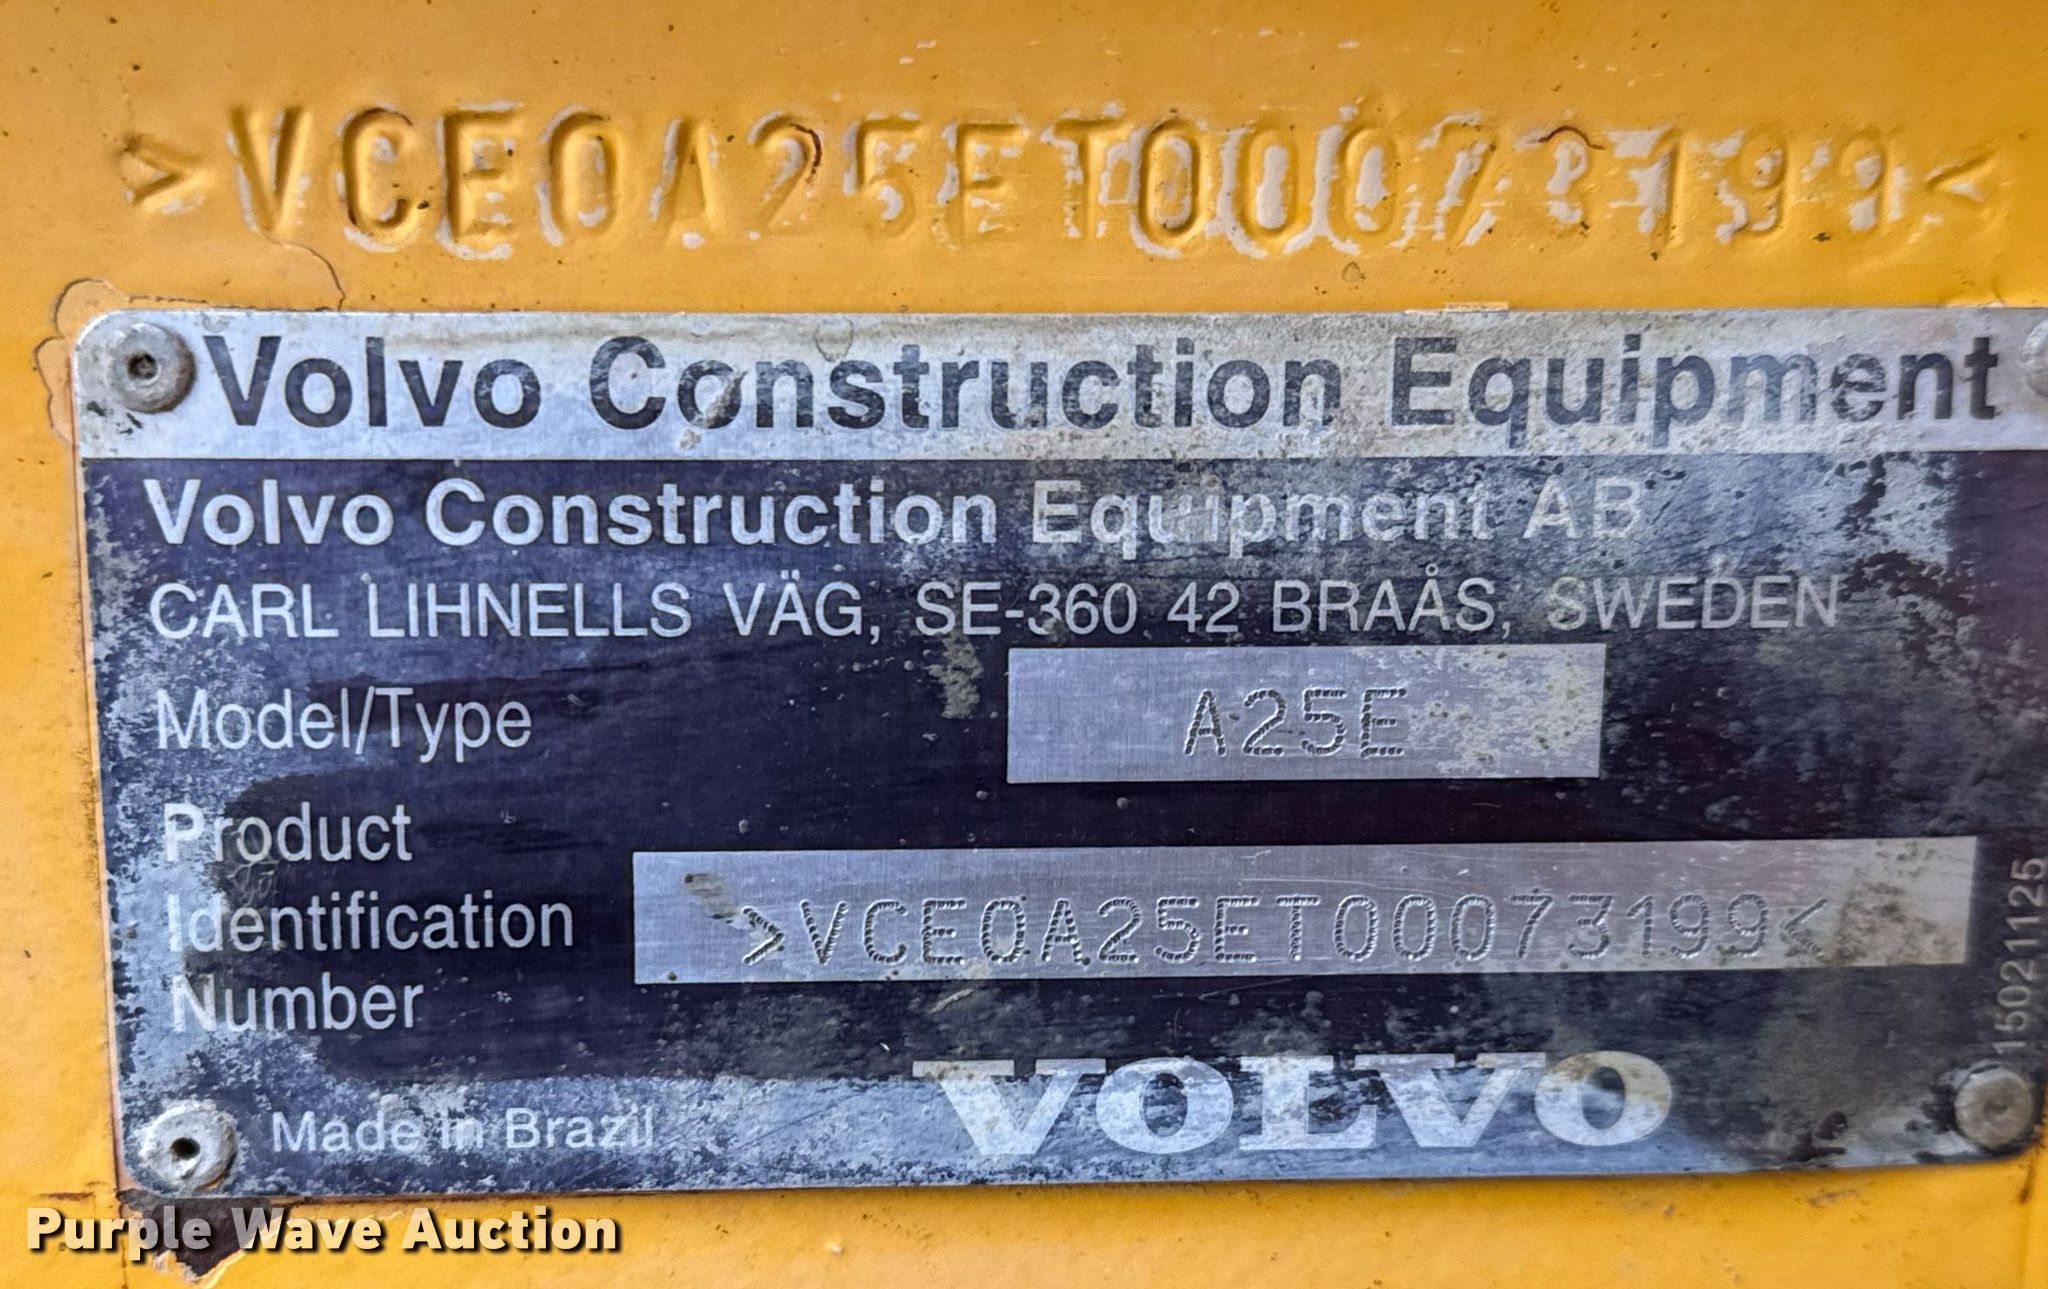 >VCE0A25ET00073199<
Volvo Construction Equipment
Volvo Construction Equipment AB
CARL LIHNELLS VÄG, SE-360 42 BRAÅS, SWEDEN
Model/Type A25E
Product
Identification
Number >VCE0A25ET00073199<
15021125
Made in Brazil
VOLVO
Purple Wave Auction